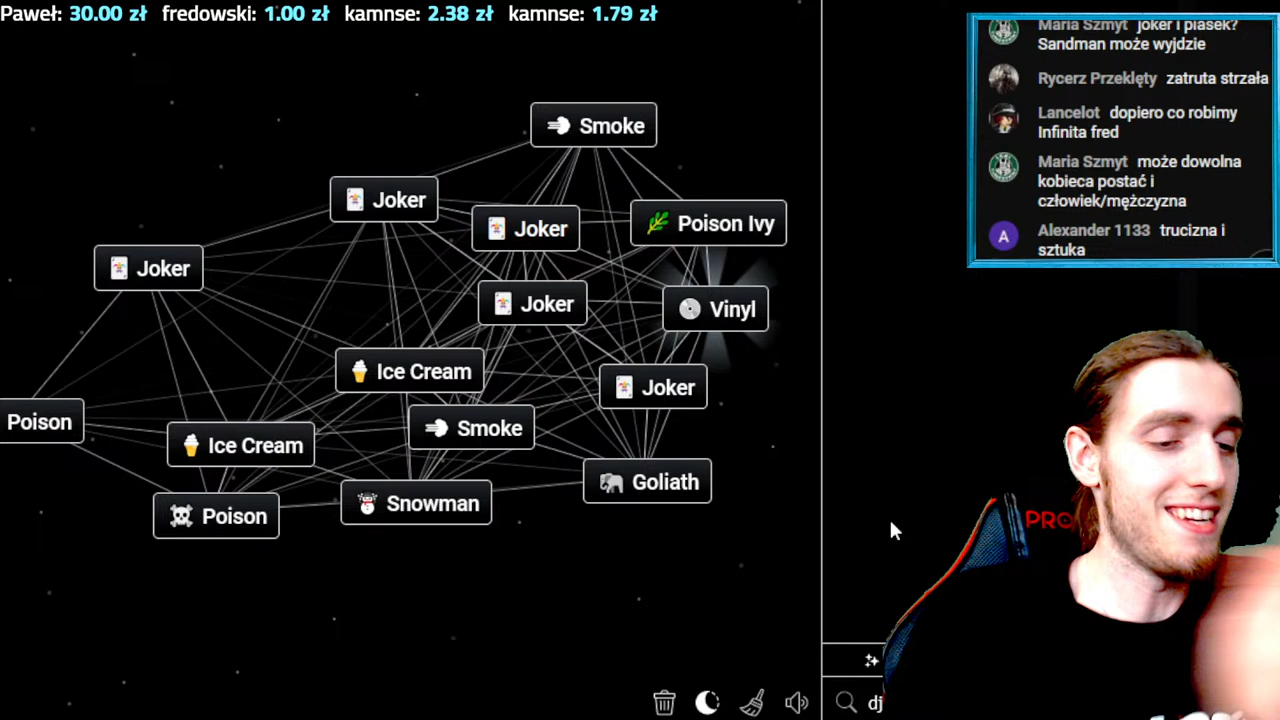 Paweł: 30.00 zł fredowski: 1.00 zł kamnse: 2.38 zł kamnse: 1.79 zł
Maria Szmyt joker i piasek?
Sandman może wyjdzie
Rycerz Przeklęty zatruta strzała
Lancelot dopiero co robimy
Infinita fred
Maria Szmyt może dowolna
kobieca postać i
człowiek/mężczyzna
A Alexander 1133 trucizna i
sztuka
Smoke
Joker
Joker
Poison Ivy
Joker
Joker
Vinyl
Ice Cream
Joker
Poison
Smoke
Ice Cream
Goliath
Snowman
Poison
PRO
dj